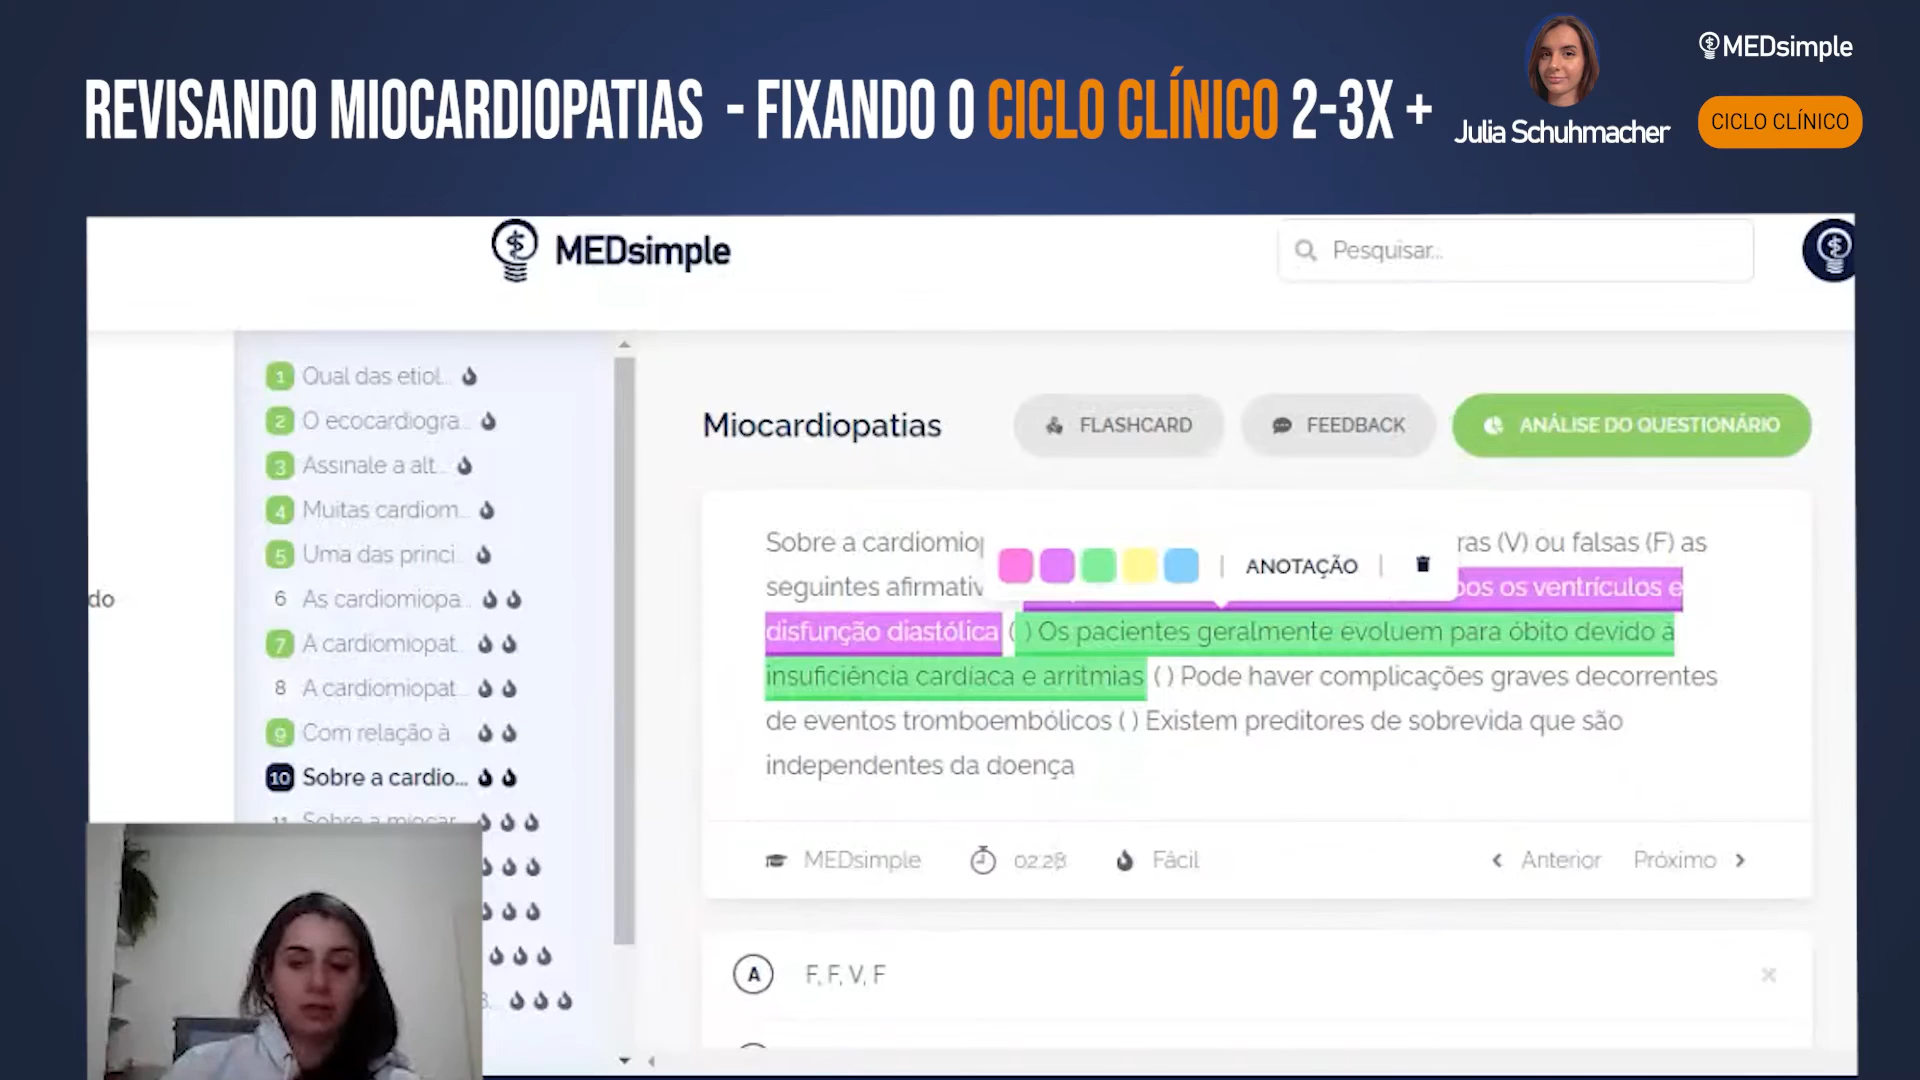 REVISANDO MIOCARDIOPATIAS - FIXANDO O CICLO CLÍNICO 2-3X +
Julia Schuhmacher
MEDsimple
CICLO CLÍNICO
MEDsimple
Pesquisar...
do
1 Qual das etiol...
2 O ecocardiogra...
3 Assinale a alt...
4 Muitas cardiom...
5 Uma das princi...
6 As cardiomiopa...
7 A cardiomiopat...
8 A cardiomiopat...
9 Com relação à ...
10 Sobre a cardio...
11 Sobre a miocar...
Miocardiopatias
FLASHCARD
FEEDBACK
ANÁLISE DO QUESTIONÁRIO
ANOTAÇÃO
Sobre a cardiomiop ras (V) ou falsas (F) as
seguintes afirmativ os ventrículos e
disfunção diastólica ( ) Os pacientes geralmente evoluem para óbito devido à
insuficiência cardíaca e arritmias ( ) Pode haver complicações graves decorrentes
de eventos tromboembólicos ( ) Existem preditores de sobrevida que são
independentes da doença
MEDsimple
02:28
Fácil
Anterior
Próximo
A F, F, V, F